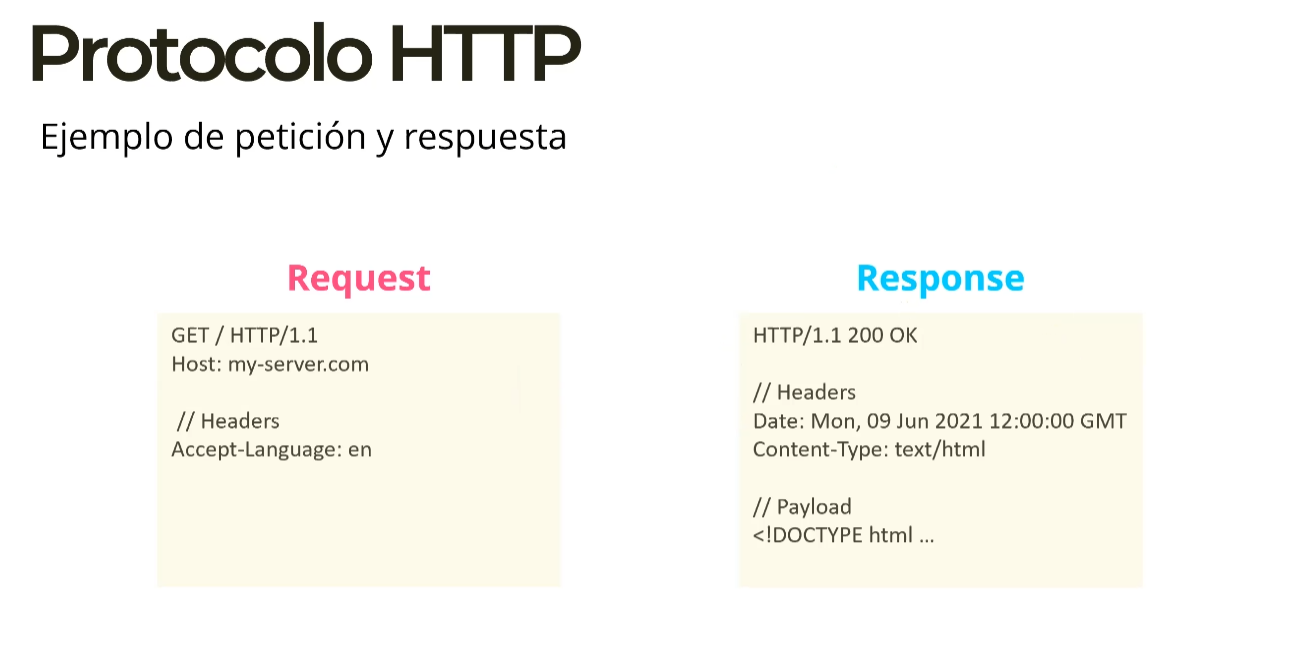 Protocolo HTTP
Ejemplo de petición y respuesta
Request
GET / HTTP/1.1
Host: my-server.com
// Headers
Accept-Language: en
Response
HTTP/1.1 200 OK
// Headers
Date: Mon, 09 Jun 2021 12:00:00 GMT
Content-Type: text/html
// Payload
<!DOCTYPE html ...